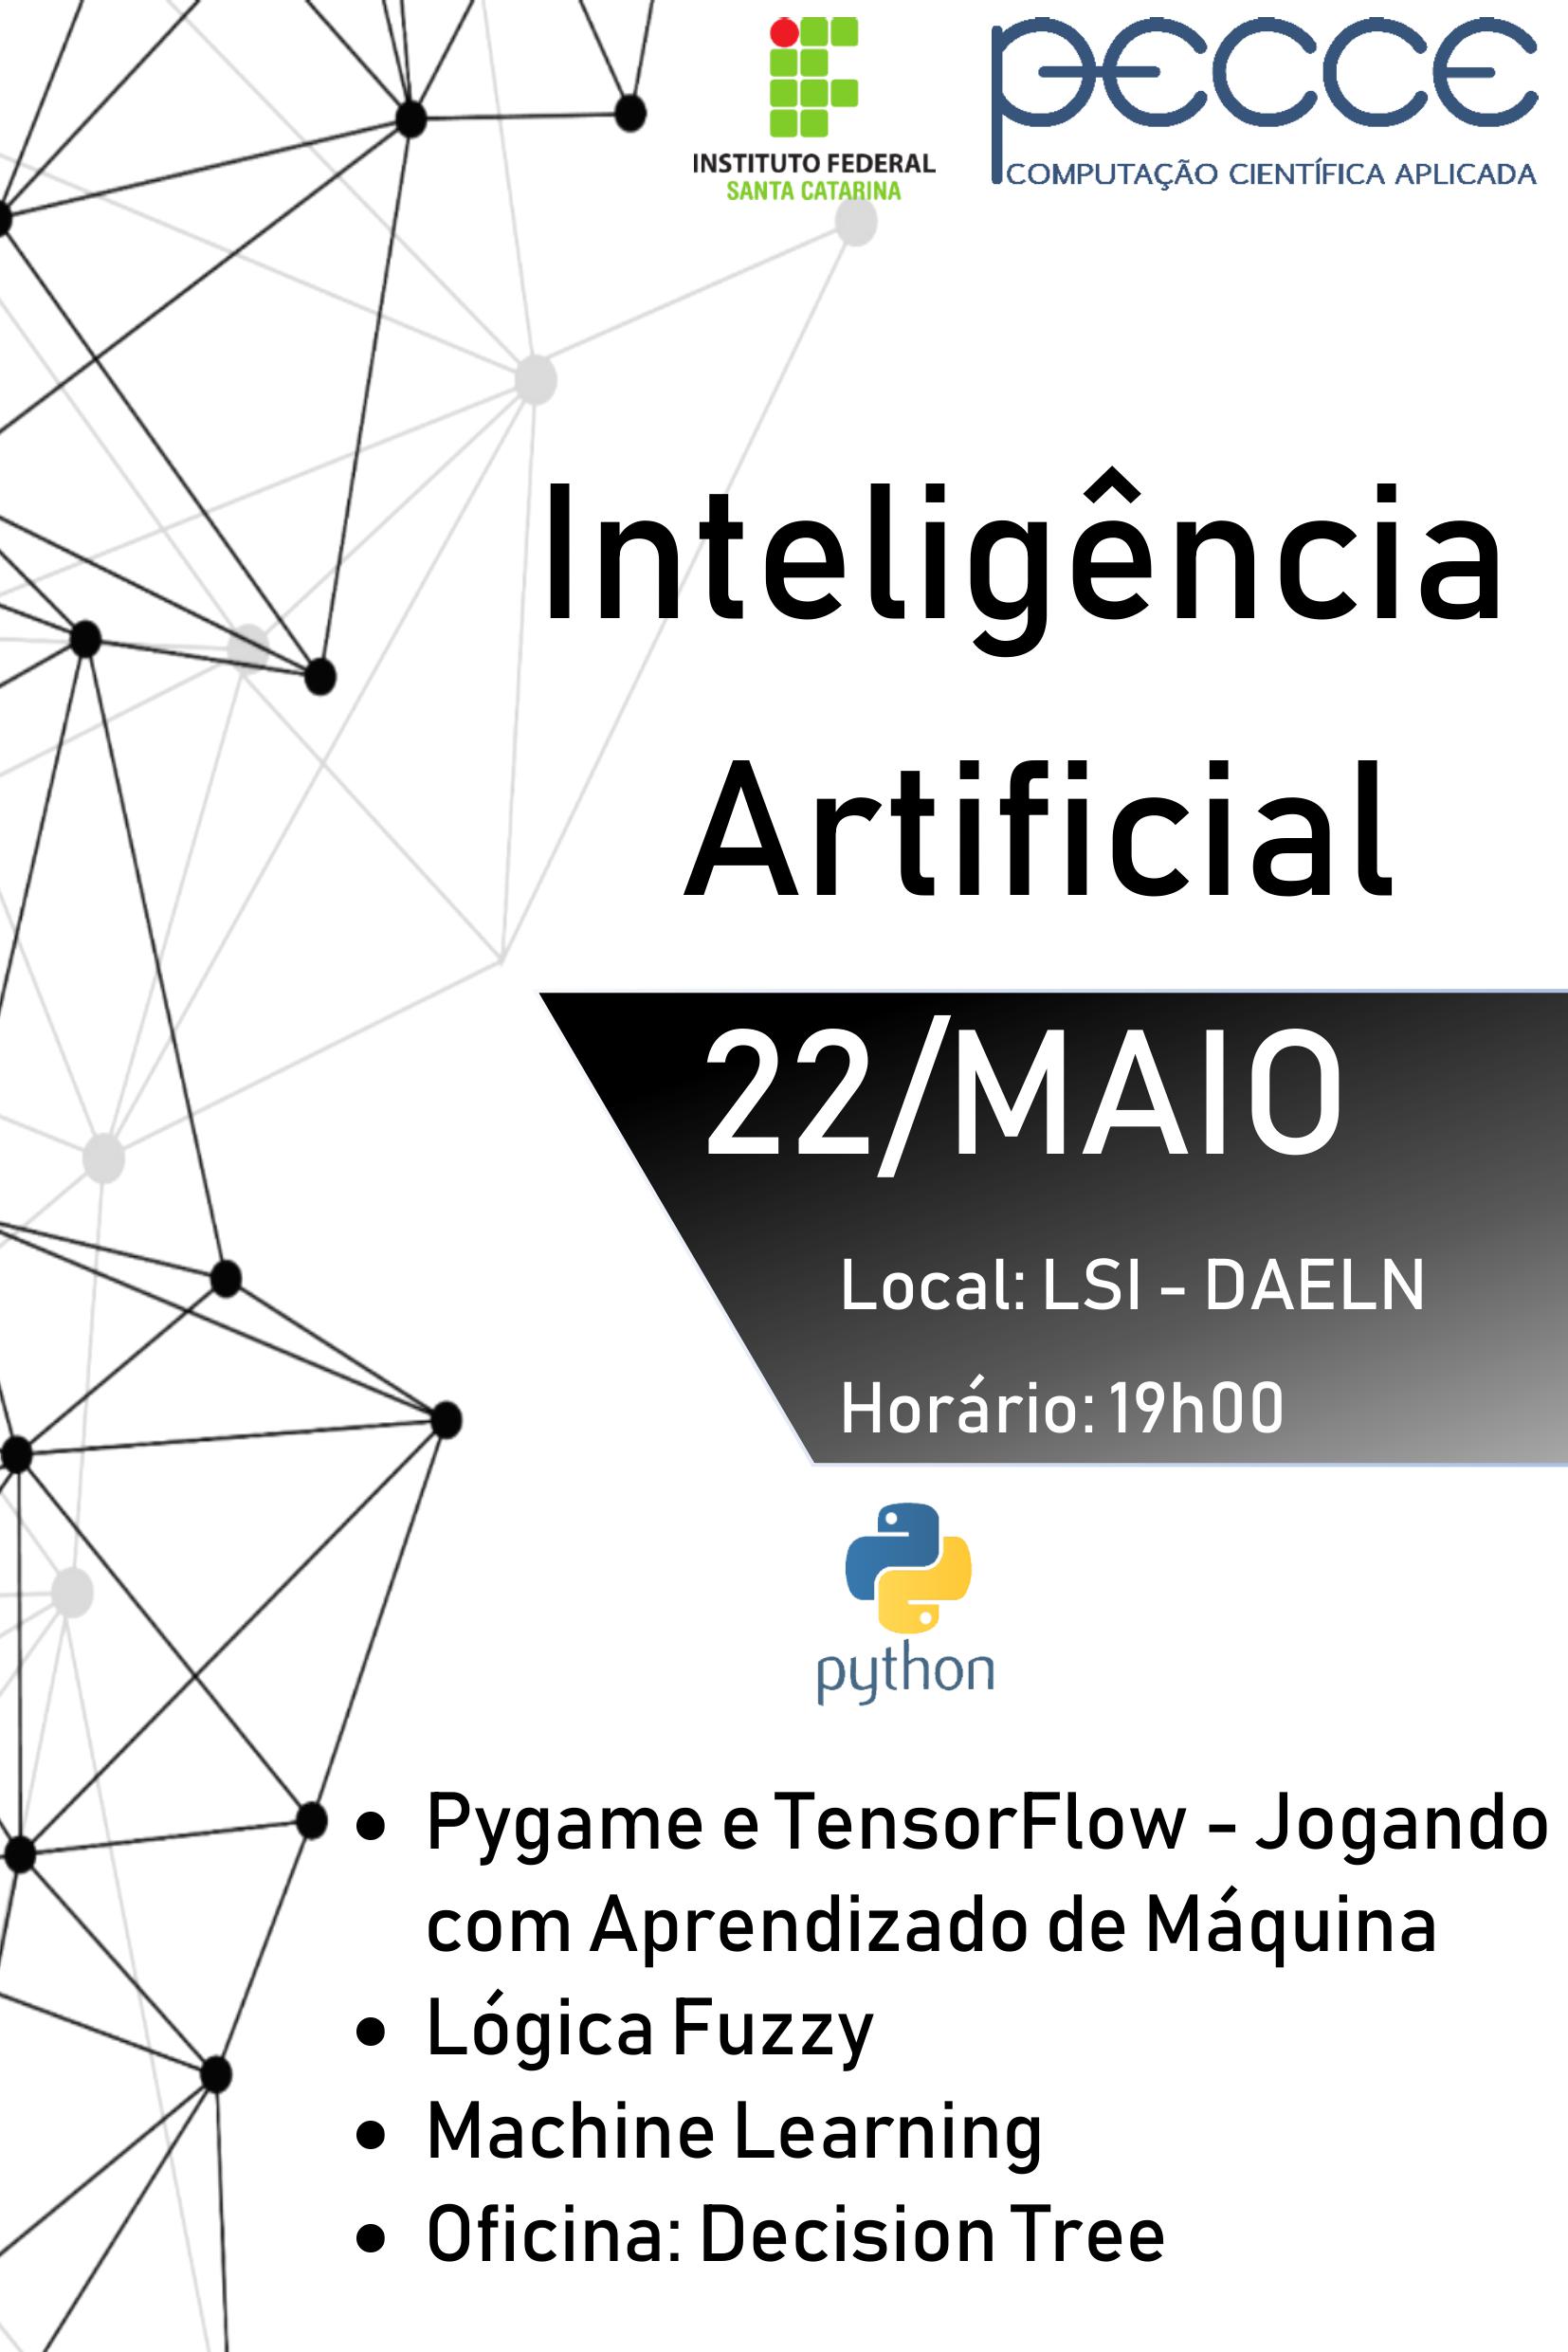 INSTITUTO FEDERAL
SANTA CATARINA
PECCE
COMPUTAÇÃO CIENTÍFICA APLICADA
Inteligência
Artificial
22/MAIO
Local: LSI - DAELN
Horário: 19h00
python
• Pygame e TensorFlow - Jogando
com Aprendizado de Máquina
• Lógica Fuzzy
• Machine Learning
• Oficina: Decision Tree